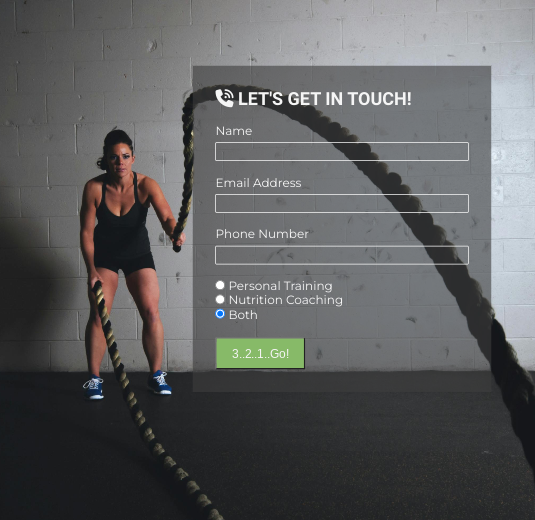 LET'S GET IN TOUCH!
Name
Email Address
Phone Number
Personal Training
Nutrition Coaching
Both
3..2..1..Go!